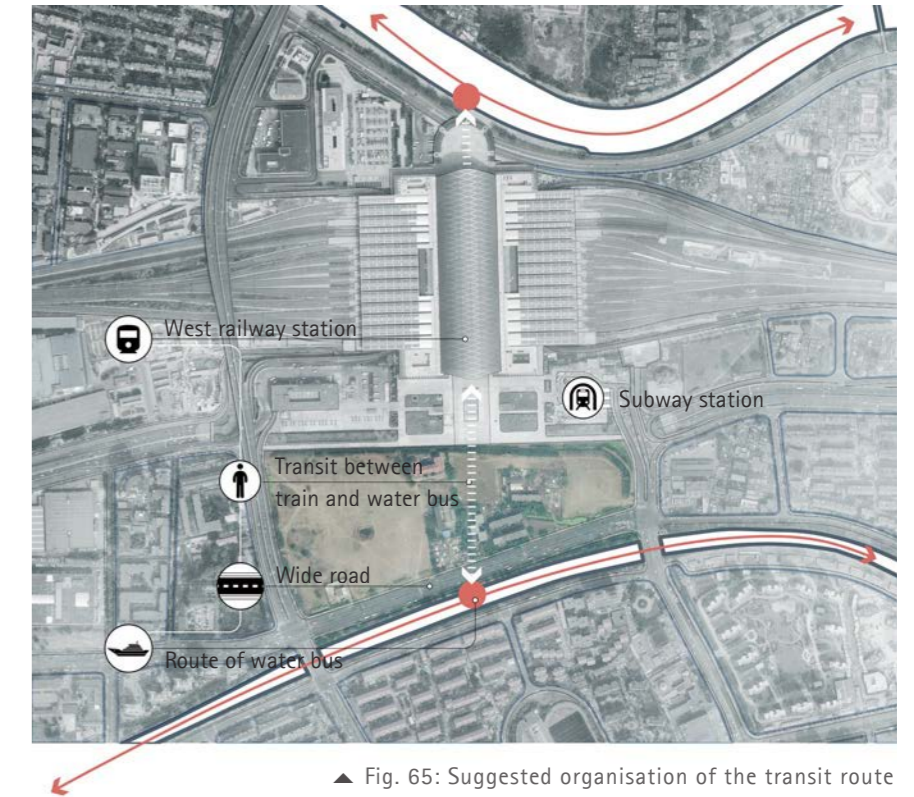 West railway station
Subway station
Transit between
train and water bus
Wide road
Route of water bus
▲ Fig. 65: Suggested organisation of the transit route